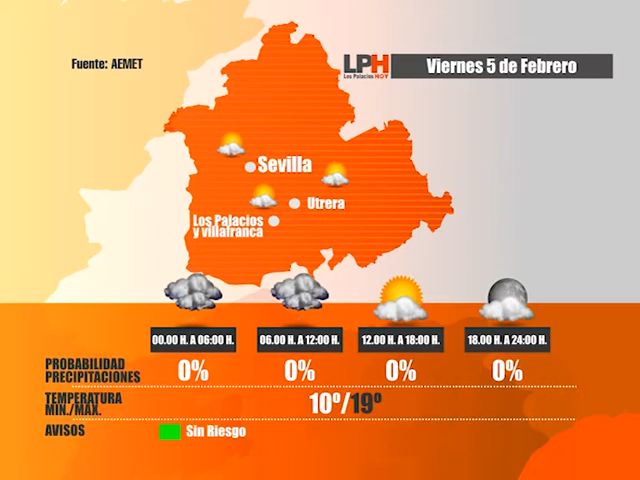 Fuente: AEMET
LPH
Los Palacios HOY
Viernes 5 de Febrero
Sevilla
Utrera
Los Palacios
y villafranca
00.00 H. A 06:00 H.
06.00 H. A 12:00 H.
12.00 H. A 18:00 H.
18.00 H. A 24:00 H.
PROBABILIDAD
PRECIPITACIONES
0%
0%
0%
0%
TEMPERATURA
MIN./MAX.
10º/19º
AVISOS
Sin Riesgo